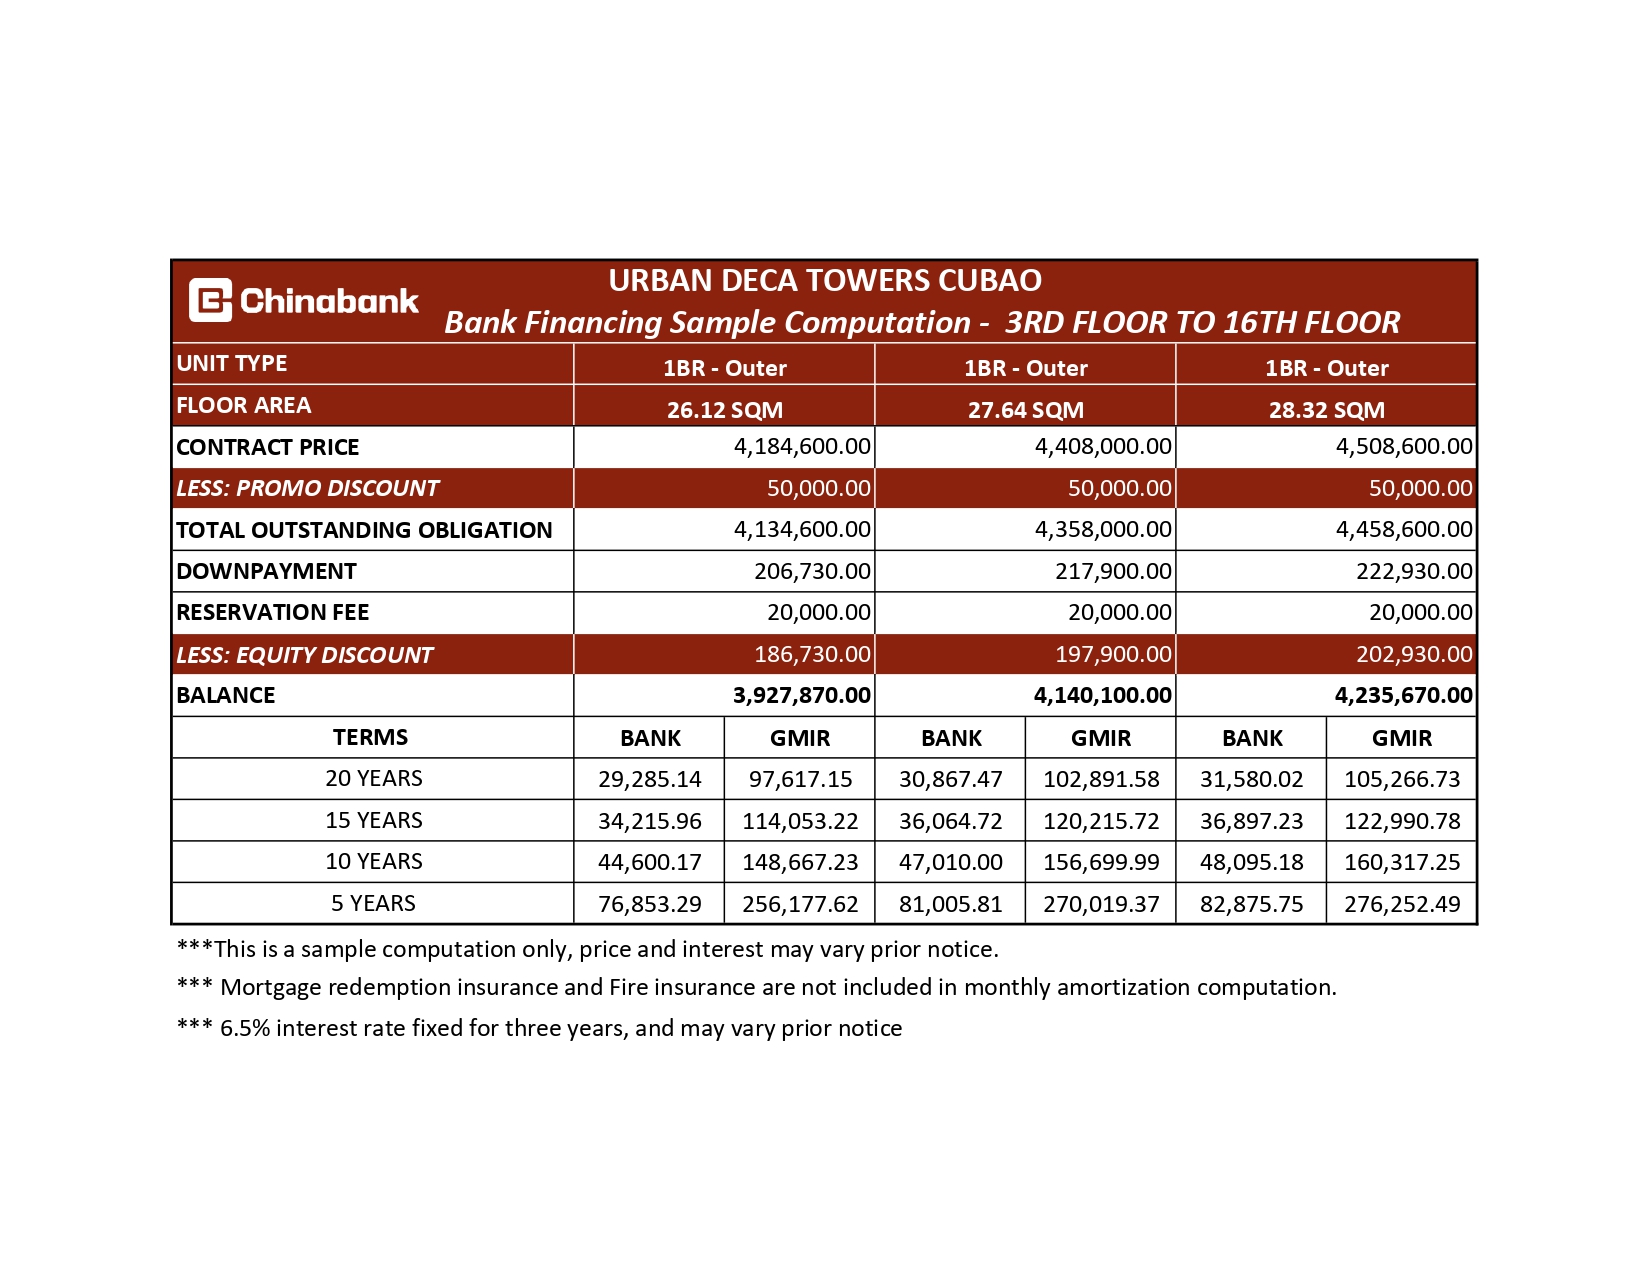 Chinabank
URBAN DECA TOWERS CUBAO
Bank Financing Sample Computation - 3RD FLOOR TO 16TH FLOOR
UNIT TYPE 1BR - Outer 1BR - Outer 1BR - Outer
FLOOR AREA 26.12 SQM 27.64 SQM 28.32 SQM
CONTRACT PRICE 4,184,600.00 4,408,000.00 4,508,600.00
LESS: PROMO DISCOUNT 50,000.00 50,000.00 50,000.00
TOTAL OUTSTANDING OBLIGATION 4,134,600.00 4,358,000.00 4,458,600.00
DOWNPAYMENT 206,730.00 217,900.00 222,930.00
RESERVATION FEE 20,000.00 20,000.00 20,000.00
LESS: EQUITY DISCOUNT 186,730.00 197,900.00 202,930.00
BALANCE 3,927,870.00 4,140,100.00 4,235,670.00
TERMS BANK GMIR BANK GMIR BANK GMIR
20 YEARS 29,285.14 97,617.15 30,867.47 102,891.58 31,580.02 105,266.73
15 YEARS 34,215.96 114,053.22 36,064.72 120,215.72 36,897.23 122,990.78
10 YEARS 44,600.17 148,667.23 47,010.00 156,699.99 48,095.18 160,317.25
5 YEARS 76,853.29 256,177.62 81,005.81 270,019.37 82,875.75 276,252.49
***This is a sample computation only, price and interest may vary prior notice.
*** Mortgage redemption insurance and Fire insurance are not included in monthly amortization computation.
*** 6.5% interest rate fixed for three years, and may vary prior notice